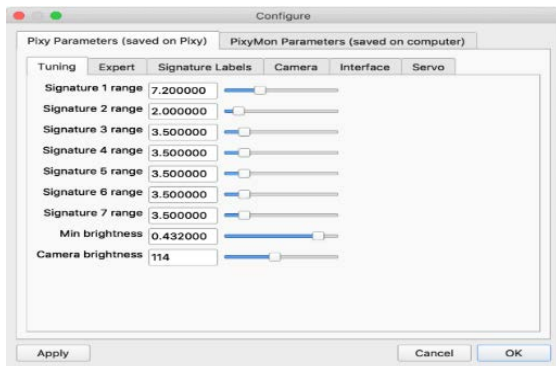 Configure
Pixy Parameters (saved on Pixy) PixyMon Parameters (saved on computer)
Tuning Expert Signature Labels Camera Interface Servo
Signature 1 range 7.200000
Signature 2 range 2.000000
Signature 3 range 3.500000
Signature 4 range 3.500000
Signature 5 range 3.500000
Signature 6 range 3.500000
Signature 7 range 3.500000
Min brightness 0.432000
Camera brightness 114
Apply Cancel OK